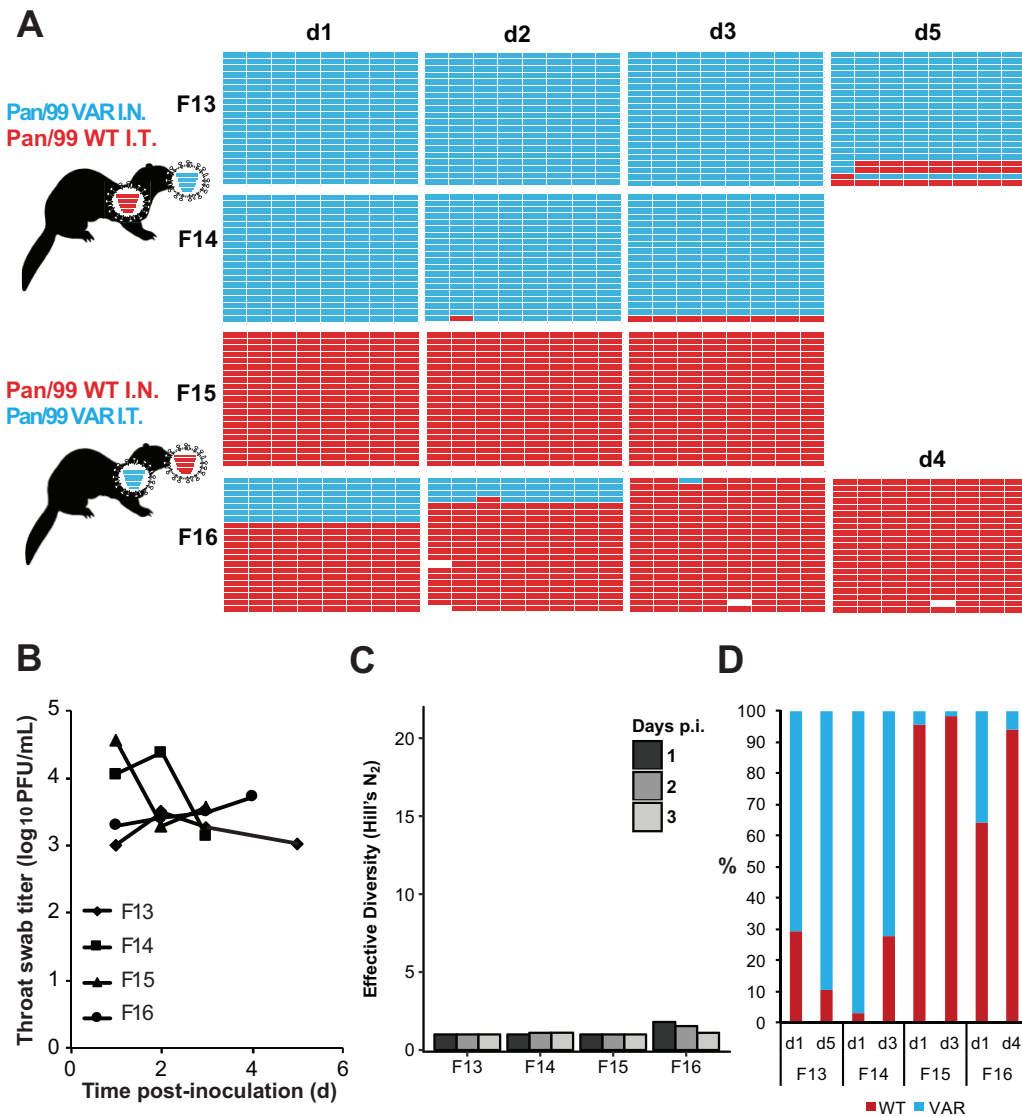 A
d1
d2
d3
d5
Pan/99 VAR I.N.
Pan/99 WT I.T.
F13
F14
Pan/99 WT I.N.
Pan/99 VAR I.T.
F15
d4
F16
B
Throat swab titer (log10 PFU/mL)
5
4
3
2
1
0
0 2 4 6
Time post-inoculation (d)
F13
F14
F15
F16
C
Effective Diversity (Hill's N2)
20
15
10
5
0
Days p.i.
1
2
3
F13 F14 F15 F16
D
%
100
90
80
70
60
50
40
30
20
10
0
d1 d5 d1 d3 d1 d3 d1 d4
F13 F14 F15 F16
WT VAR